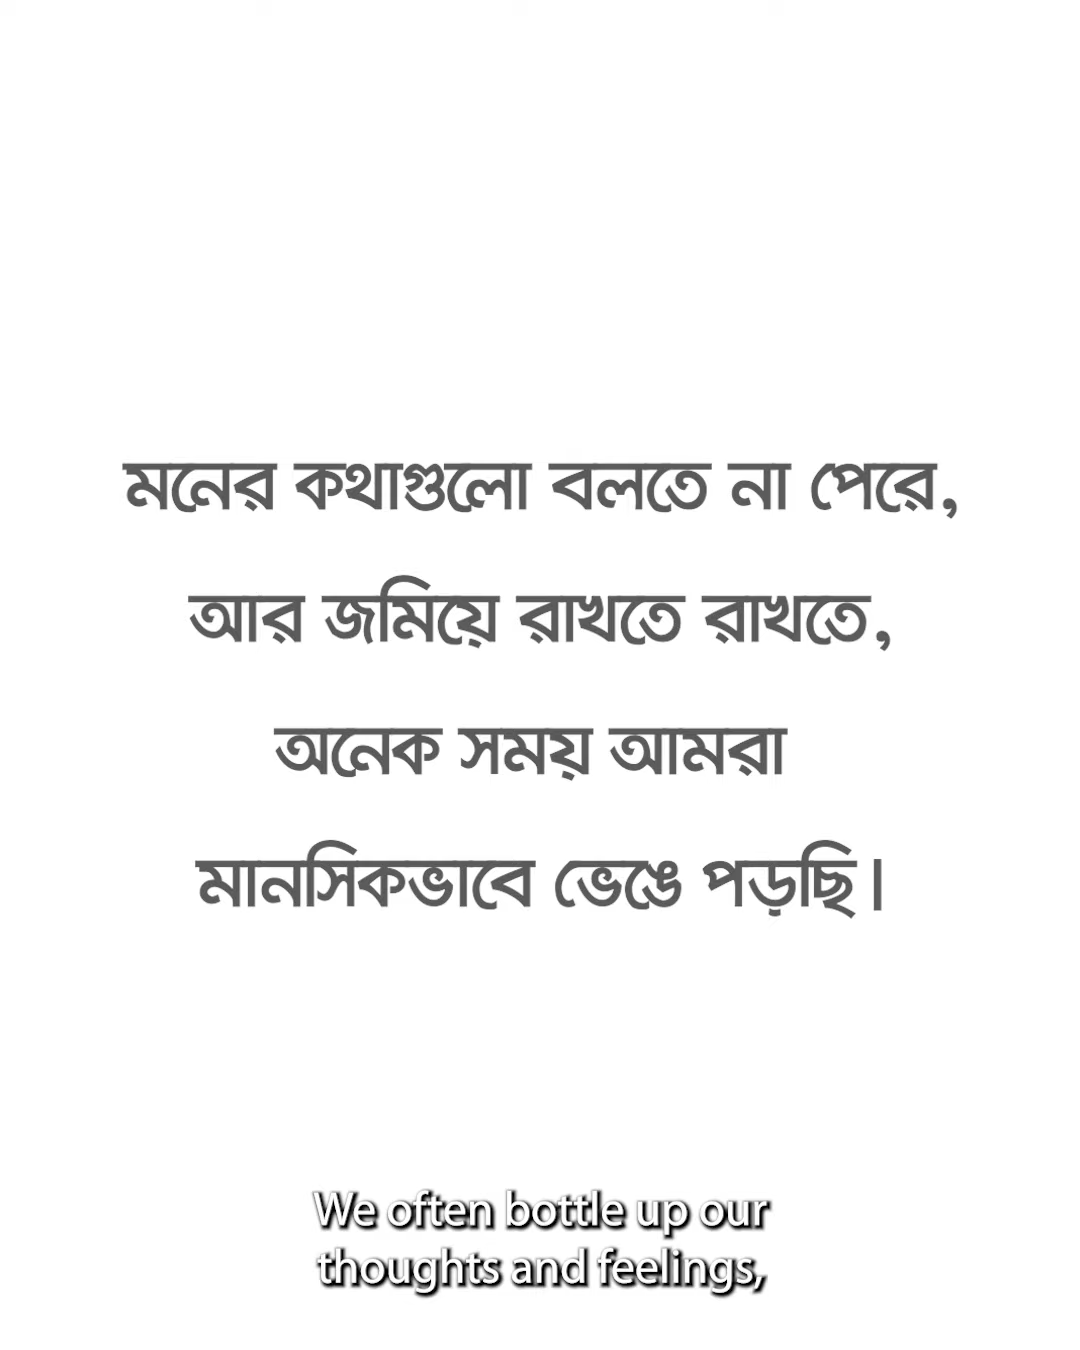 মনের কথাগুলো বলতে না পেরে,
আর জমিয়ে রাখতে রাখতে,
অনেক সময় আমরা
মানসিকভাবে ভেঙে পড়ছি।
We often bottle up our
thoughts and feelings,